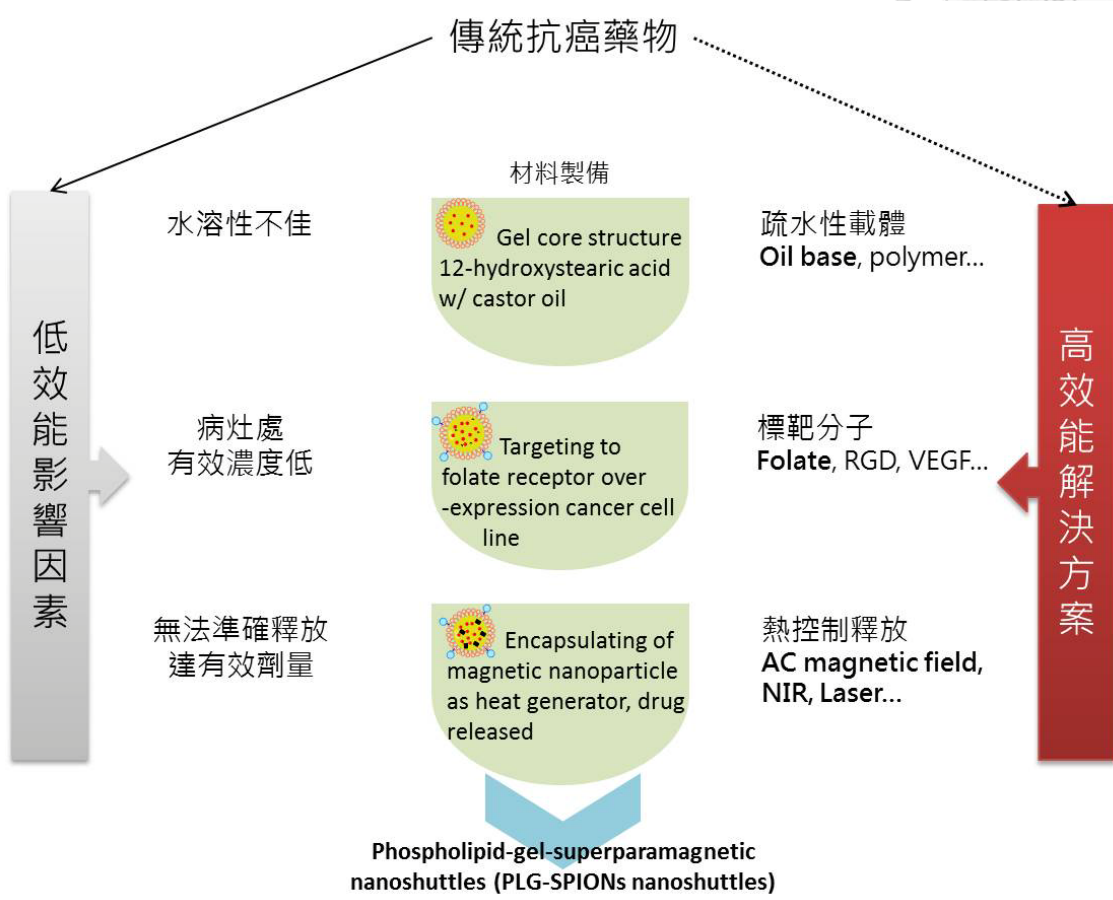 傳統抗癌藥物
低效能影響因素
水溶性不佳
病灶處
有效濃度低
無法準確釋放
達有效劑量
材料製備
Gel core structure
12-hydroxystearic acid
w/ castor oil
Targeting to
folate receptor over
-expression cancer cell
line
Encapsulating of
magnetic nanoparticle
as heat generator, drug
released
疏水性載體
Oil base, polymer...
標靶分子
Folate, RGD, VEGF...
熱控制釋放
AC magnetic field,
NIR, Laser...
高效能解決方案
Phospholipid-gel-superparamagnetic
nanoshuttles (PLG-SPIONs nanoshuttles)